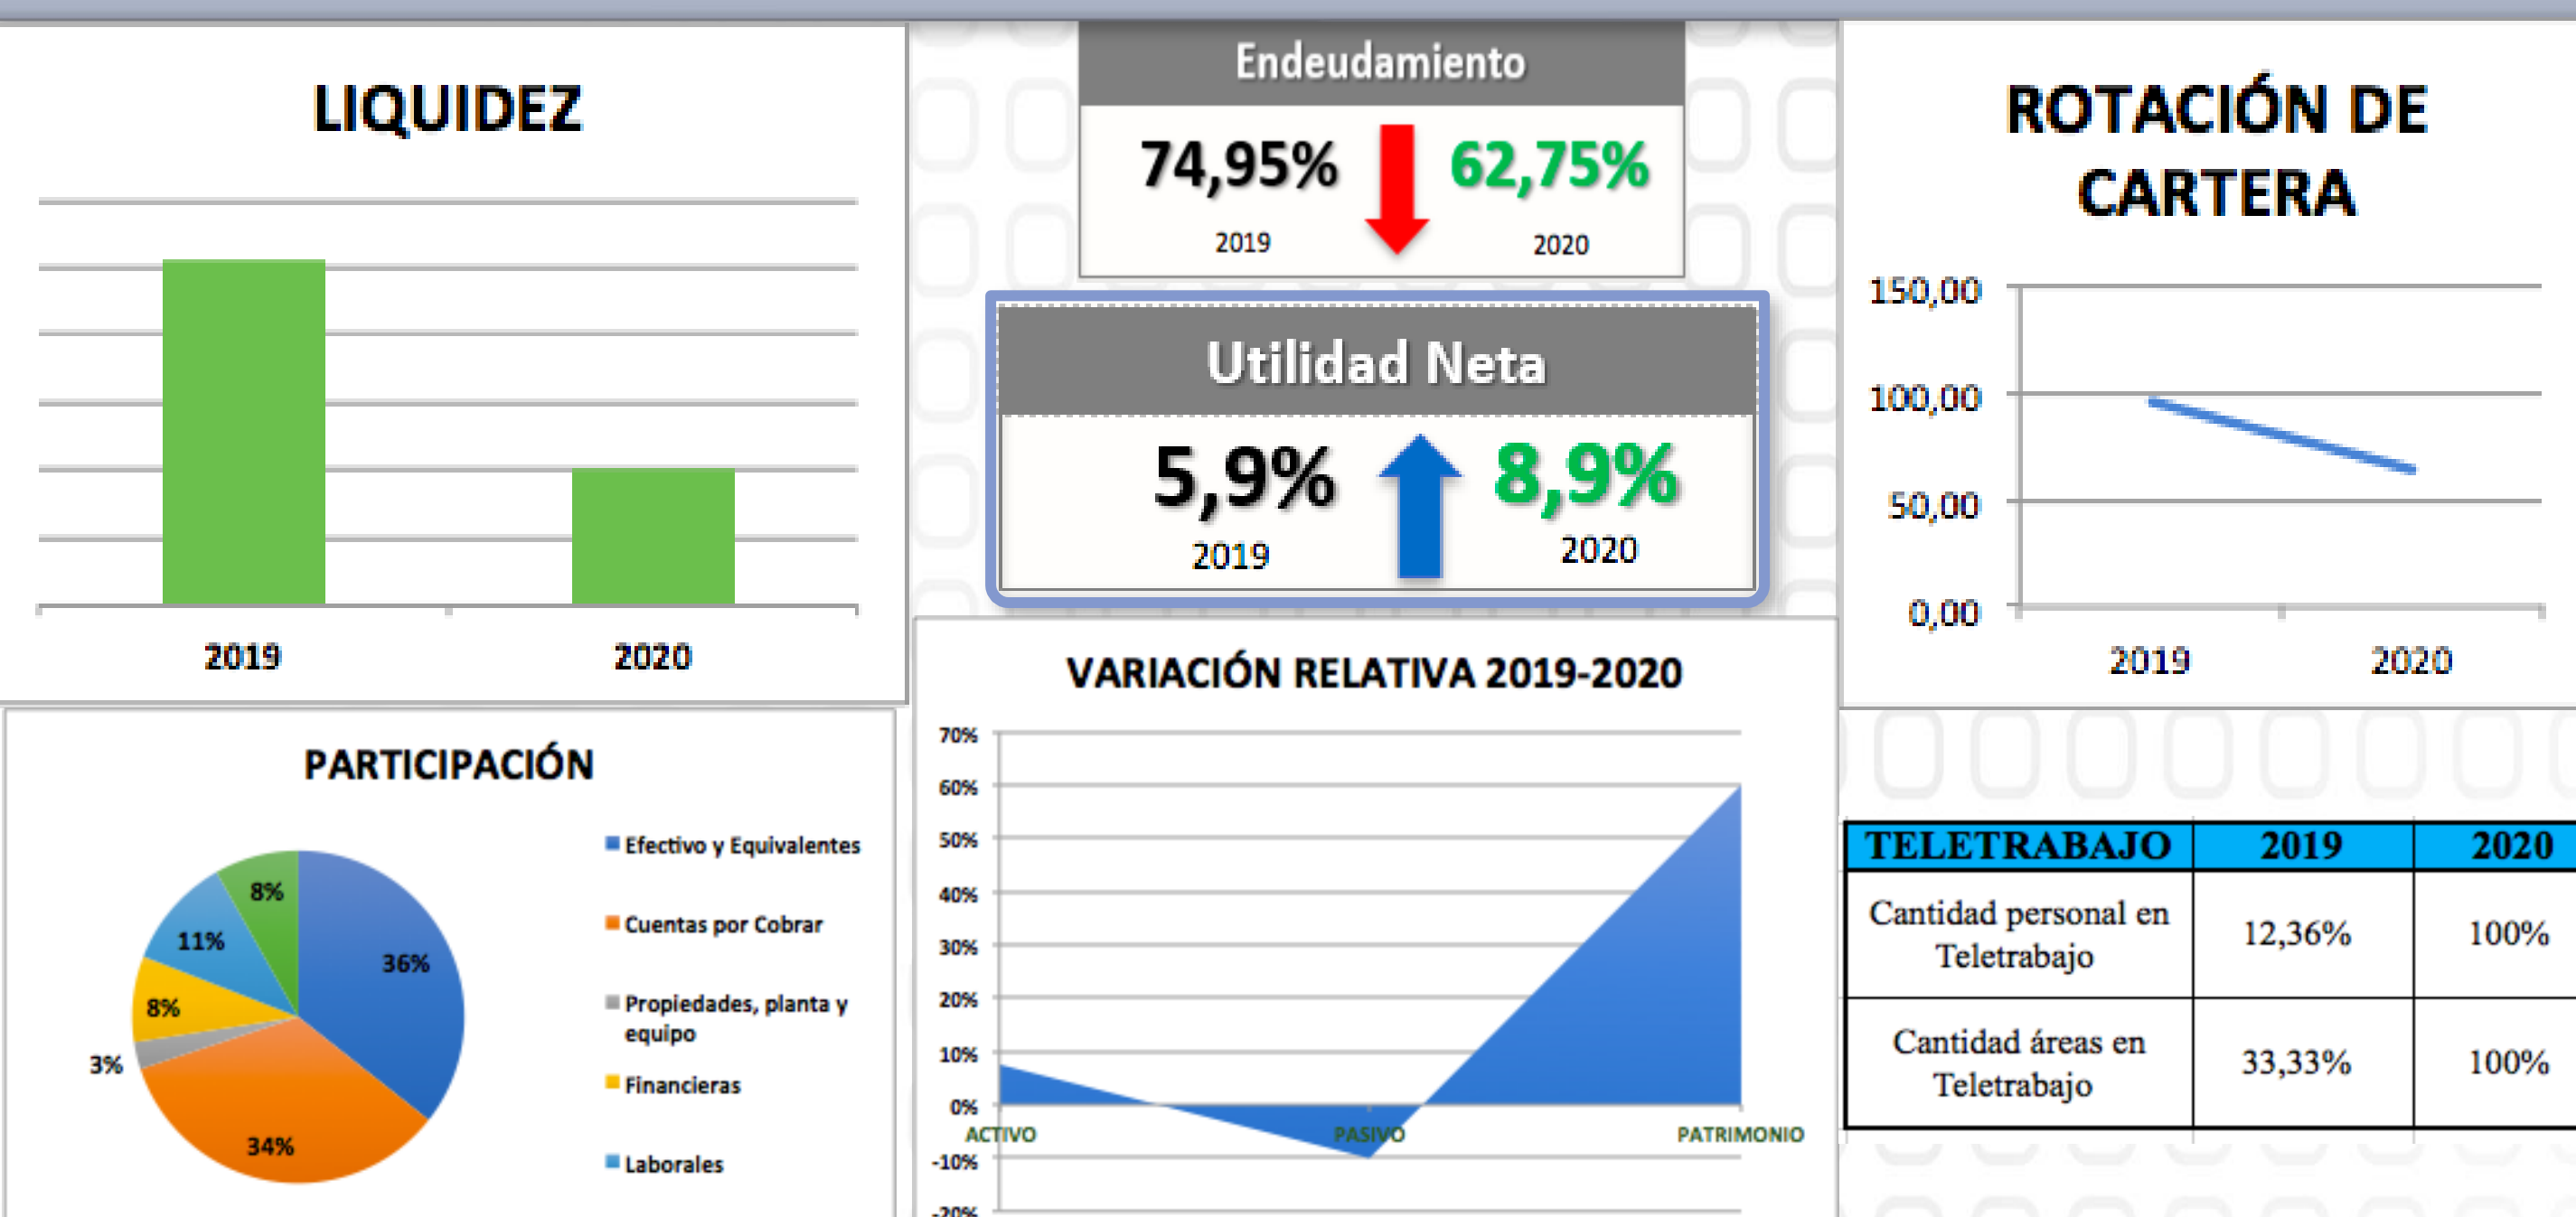 LIQUIDEZ
2019
2020
Endeudamiento
74,95%
62,75%
2019
2020
Utilidad Neta
5,9%
8,9%
2019
2020
ROTACIÓN DE
CARTERA
150,00
100,00
50,00
0,00
2019
2020
PARTICIPACIÓN
8%
11%
36%
8%
3%
34%
Efectivo y Equivalentes
Cuentas por Cobrar
Propiedades, planta y
equipo
Financieras
Laborales
VARIACIÓN RELATIVA 2019-2020
70%
60%
50%
40%
30%
20%
10%
0%
-10%
-20%
ACTIVO
PASIVO
PATRIMONIO
TELETRABAJO 2019 2020
Cantidad personal en
Teletrabajo
12,36%
100%
Cantidad áreas en
Teletrabajo
33,33%
100%